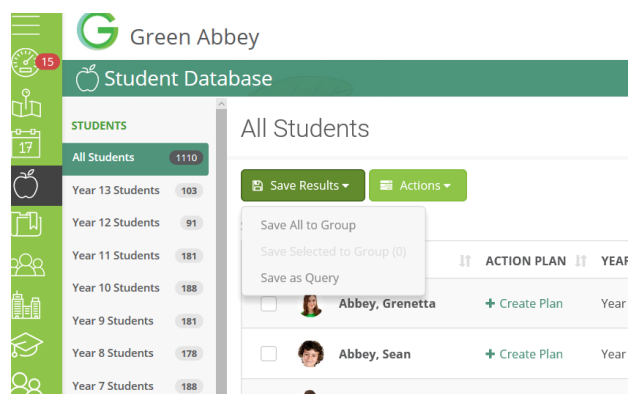 Green Abbey
15
Student Database
17
STUDENTS
All Students 1110
Year 13 Students 103
Year 12 Students 91
Year 11 Students 181
Year 10 Students 188
Year 9 Students 181
Year 8 Students 178
Year 7 Students 188
All Students
Save Results Actions
Save All to Group
Save Selected to Group (0)
Save as Query
ACTION PLAN YEAR
Abbey, Grenetta + Create Plan Year
Abbey, Sean + Create Plan Year